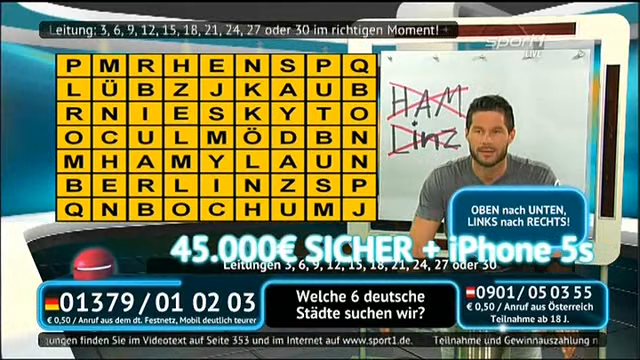 Leitung: 3, 6, 9, 12, 15, 18, 21, 24, 27 oder 30 im richtigen Moment! +
sport1
LIVE
P M R H E N S P Q
L Ü B Z J K A U B
R N I E S K Y T O
O C U L M Ö D B N
M H A M Y L A U N
B E R L I N Z S P
Q N B O C H U M J
HAM
Linz
OBEN nach UNTEN,
LINKS nach RECHTS!
45.000€ SICHER + iPhone 5s
Leitungen 3, 6, 9, 12, 15, 18, 21, 24, 27 oder 30
01379 / 01 02 03
€ 0,50 / Anruf aus dem dt. Festnetz, Mobil deutlich teurer
Welche 6 deutsche
Städte suchen wir?
0901 / 05 03 55
€ 0,50 / Anruf aus Österreich
Teilnahme ab 18 J.
ungen finden Sie im Videotext auf Seite 353 und im Internet auf www.sport1.de. Teilnahme und Gewinnauszahlung n